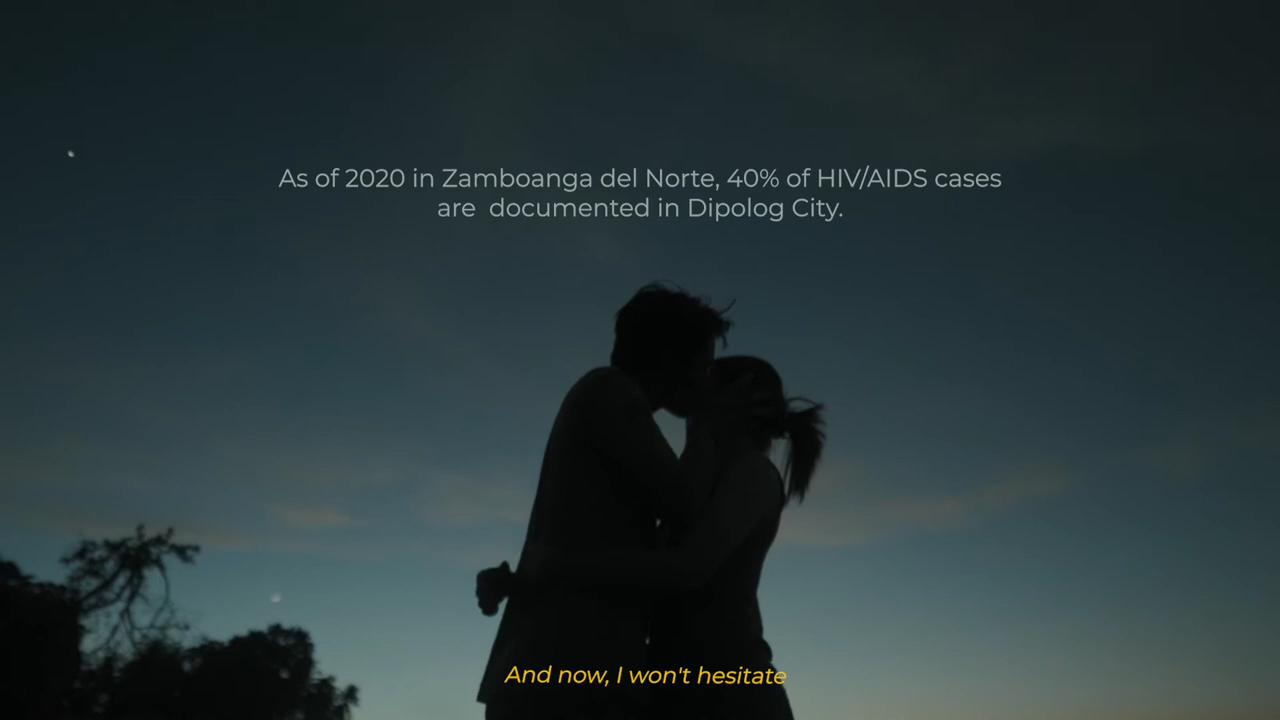 As of 2020 in Zamboanga del Norte, 40% of HIV/AIDS cases
are  documented in Dipolog City.
And now, I won't hesitate